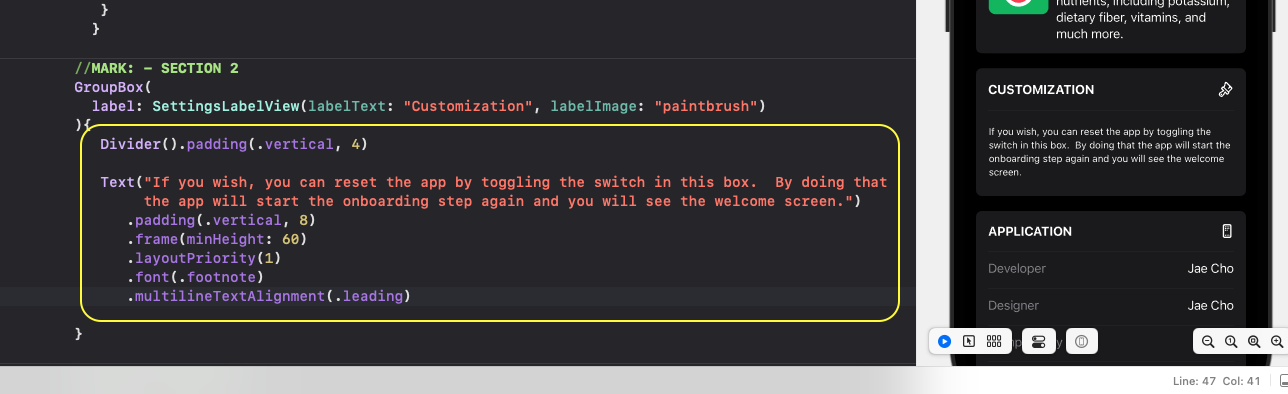 }
}
//MARK: - SECTION 2
GroupBox(
label: SettingsLabelView(labelText: "Customization", labelImage: "paintbrush")
){
Divider().padding(.vertical, 4)
Text("If you wish, you can reset the app by toggling the switch in this box.  By doing that
the app will start the onboarding step again and you will see the welcome screen.")
.padding(.vertical, 8)
.frame(minHeight: 60)
.layoutPriority(1)
.font(.footnote)
.multilineTextAlignment(.leading)
}
nutrients, including potassium,
dietary fiber, vitamins, and
much more.
CUSTOMIZATION
If you wish, you can reset the app by toggling the
switch in this box.  By doing that the app will start the
onboarding step again and you will see the welcome
screen.
APPLICATION
Developer Jae Cho
Designer Jae Cho
Line: 47 Col: 41